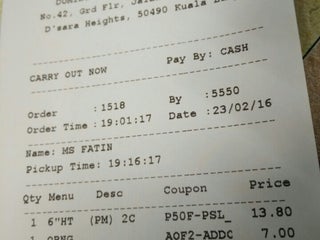 No.42, Grd Flr,
D'sara Heights, 50490 Kuala
CARRY OUT NOW Pay By: CASH
Order :1518 By :5550
Order Time :19:01:17 Date :23/02/16
Name: MS FATIN
Pickup Time: 19:16:17
Qty Menu Desc Coupon Price
1 6"HT (PM) 2C P50F-PSL_ 13.80
1 ORNG A0F2-ADDC 7.00